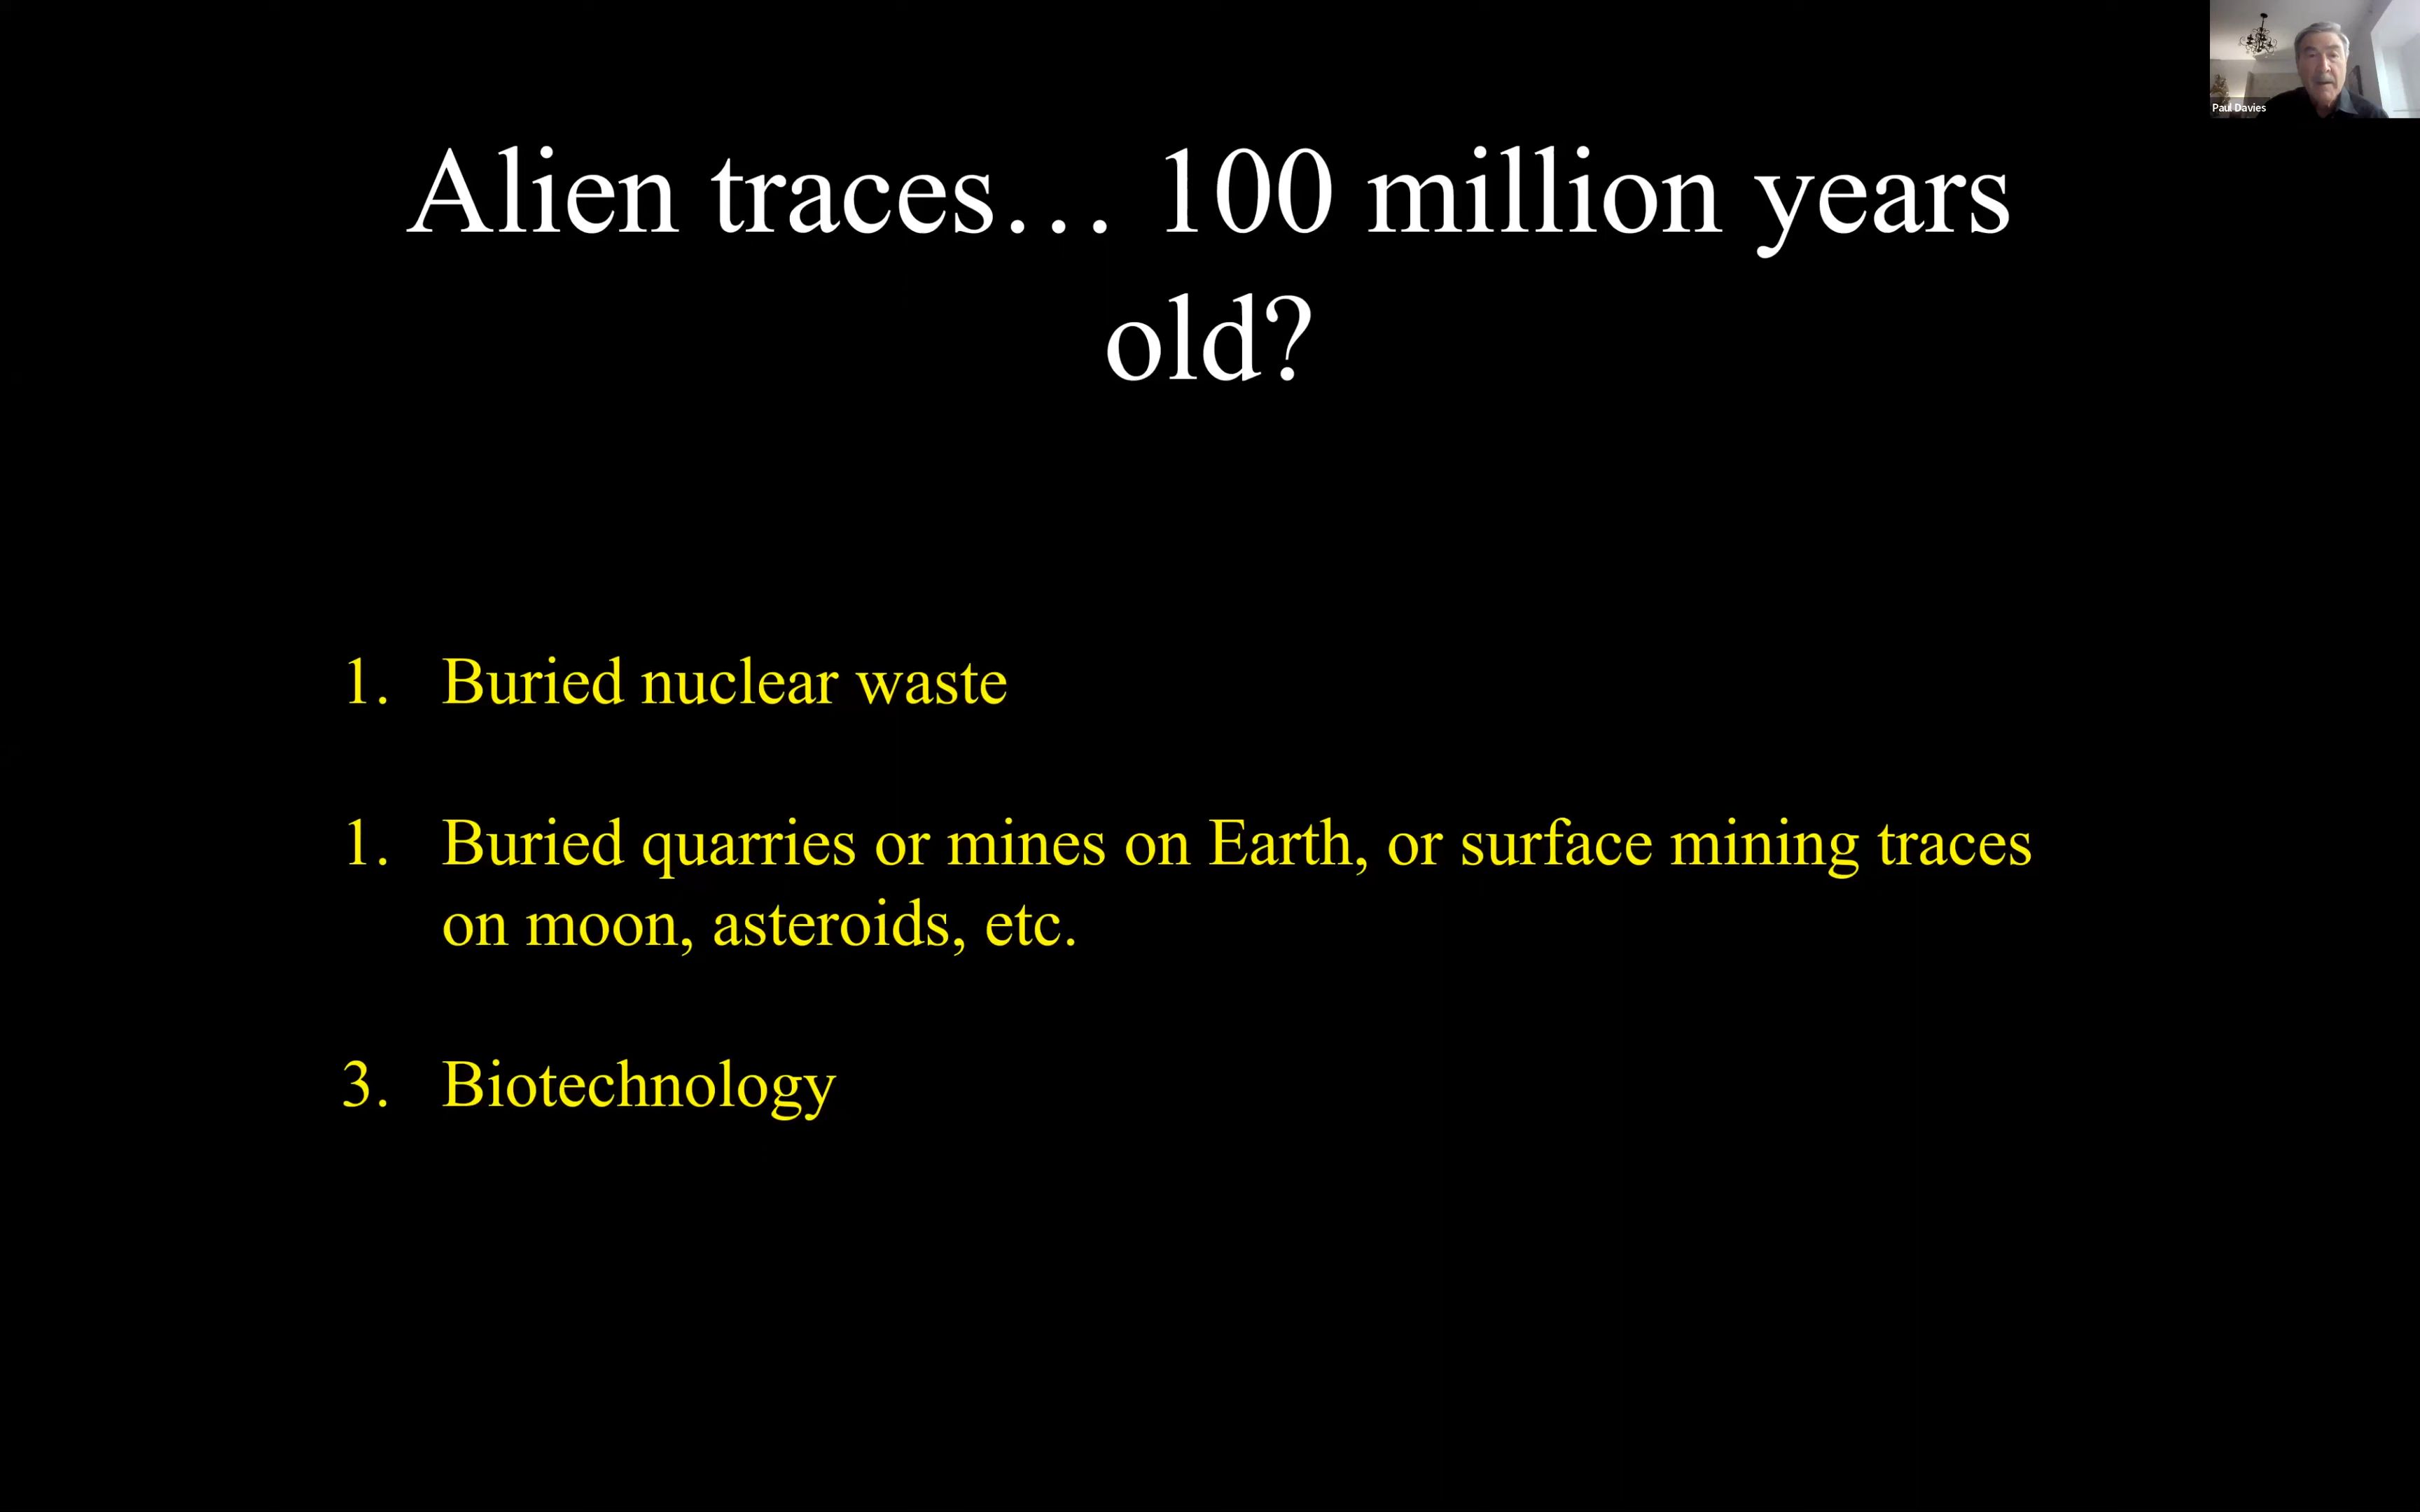 Paul Davies
Alien traces… 100 million years
old?
1. Buried nuclear waste
1. Buried quarries or mines on Earth, or surface mining traces
on moon, asteroids, etc.
3. Biotechnology